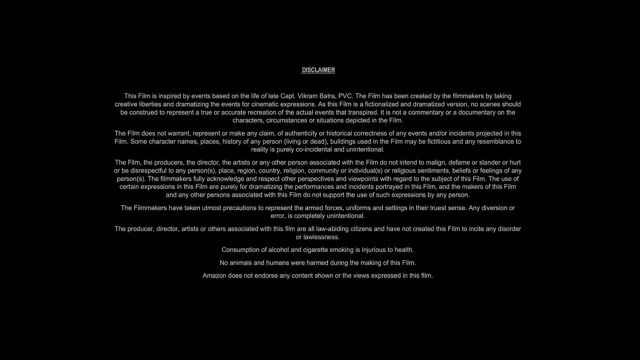 DISCLAIMER
This Film is inspired by events based on the life of late Capt. Vikram Batra, PVC. The Film has been created by the filmmakers by taking
creative liberties and dramatizing the events for cinematic expressions. As this Film is a fictionalized and dramatized version, no scenes should
be construed to represent a true or accurate recreation of the actual events that transpired. It is not a commentary or a documentary on the
characters, circumstances or situations depicted in the Film.
The Film does not warrant, represent or make any claim, of authenticity or historical correctness of any events and/or incidents projected in this
Film. Some character names, places, history of any person (living or dead), buildings used in the Film may be fictitious and any resemblance to
reality is purely co-incidental and unintentional.
The Film, the producers, the director, the artists or any other person associated with the Film do not intend to malign, defame or slander or hurt
or be disrespectful to any person(s), place, region, country, religion, community or individual(s) or religious sentiments, beliefs or feelings of any
person(s). The filmmakers fully acknowledge and respect other perspectives and viewpoints with regard to the subject of this Film. The use of
certain expressions in this Film are purely for dramatizing the performances and incidents portrayed in this Film, and the makers of this Film
and any other persons associated with this Film do not support the use of such expressions by any person.
The Filmmakers have taken utmost precautions to represent the armed forces, uniforms and settings in their truest sense. Any diversion or
error, is completely unintentional.
The producer, director, artists or others associated with this film are all law-abiding citizens and have not created this Film to incite any disorder
or lawlessness.
Consumption of alcohol and cigarette smoking is injurious to health.
No animals and humans were harmed during the making of this Film.
Amazon does not endorse any content shown or the views expressed in this film.